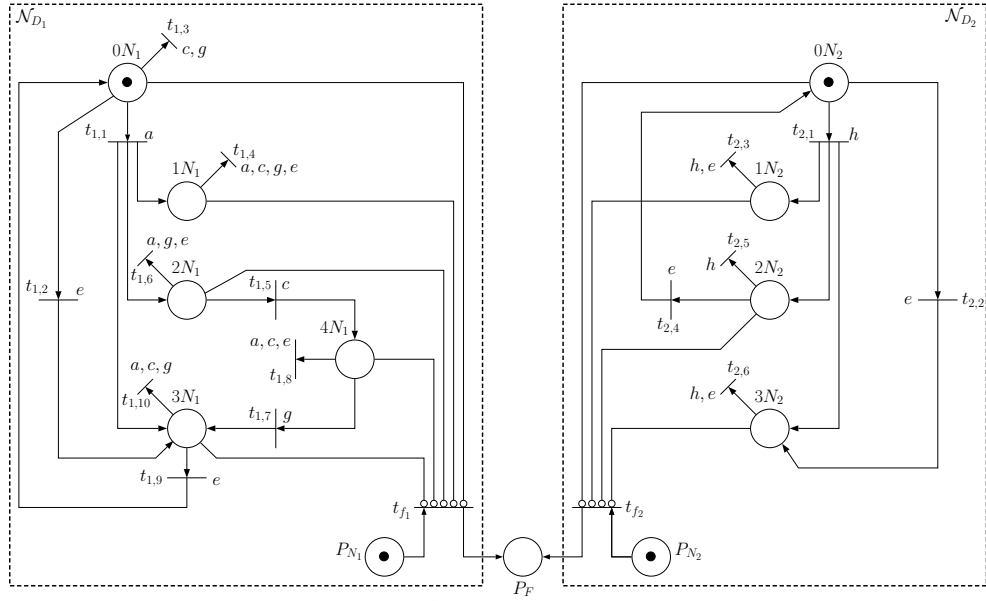 𝒩_{D_1}
𝒩_{D_2}
t_{1,3}
c, g
0N_1
0N_2
t_{1,1} a
t_{2,1} h
t_{1,4}
a, c, g, e
1N_1
t_{2,3}
h, e
1N_2
a, g, e
t_{1,6}
2N_1
t_{1,5} c
t_{2,5}
h
2N_2
e
t_{2,4}
t_{1,2} e
e t_{2,2}
4N_1
a, c, e
t_{1,8}
a, c, g
t_{1,10}
3N_1
t_{1,7} g
t_{2,6}
h, e
3N_2
t_{1,9} e
t_{f_1}
t_{f_2}
P_{N_1}
P_{N_2}
P_F